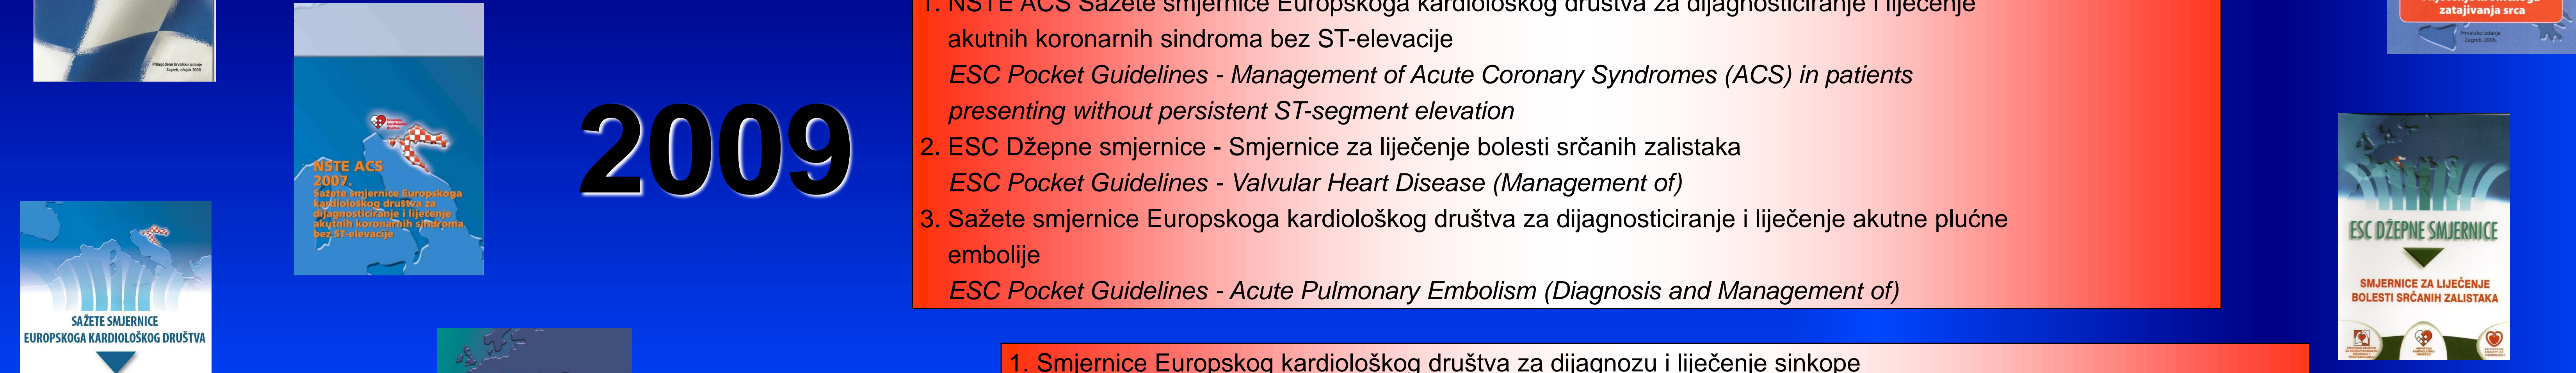 1. NSTE ACS Sažete smjernice Europskoga kardiološkog društva za dijagnosticiranje i liječenje
akutnih koronarnih sindroma bez ST-elevacije
ESC Pocket Guidelines - Management of Acute Coronary Syndromes (ACS) in patients
presenting without persistent ST-segment elevation
2. ESC Džepne smjernice - Smjernice za liječenje bolesti srčanih zalistaka
ESC Pocket Guidelines - Valvular Heart Disease (Management of)
3. Sažete smjernice Europskoga kardiološkog društva za dijagnosticiranje i liječenje akutne plućne
embolije
ESC Pocket Guidelines - Acute Pulmonary Embolism (Diagnosis and Management of)
2009
NSTE ACS
2007.
Sažete smjernice Europskoga
kardiološkog društva za
dijagnosticiranje i liječenje
akutnih koronarnih sindroma
bez ST-elevacije
SAŽETE SMJERNICE
EUROPSKOGA KARDIOLOŠKOG DRUŠTVA
zatajivanja srca
Hrvatsko izdanje
Zagreb, 2006.
ESC DŽEPNE SMJERNICE
SMJERNICE ZA LIJEČENJE
BOLESTI SRČANIH ZALISTAKA
1. Smjernice Europskog kardiološkog društva za dijagnozu i liječenje sinkope